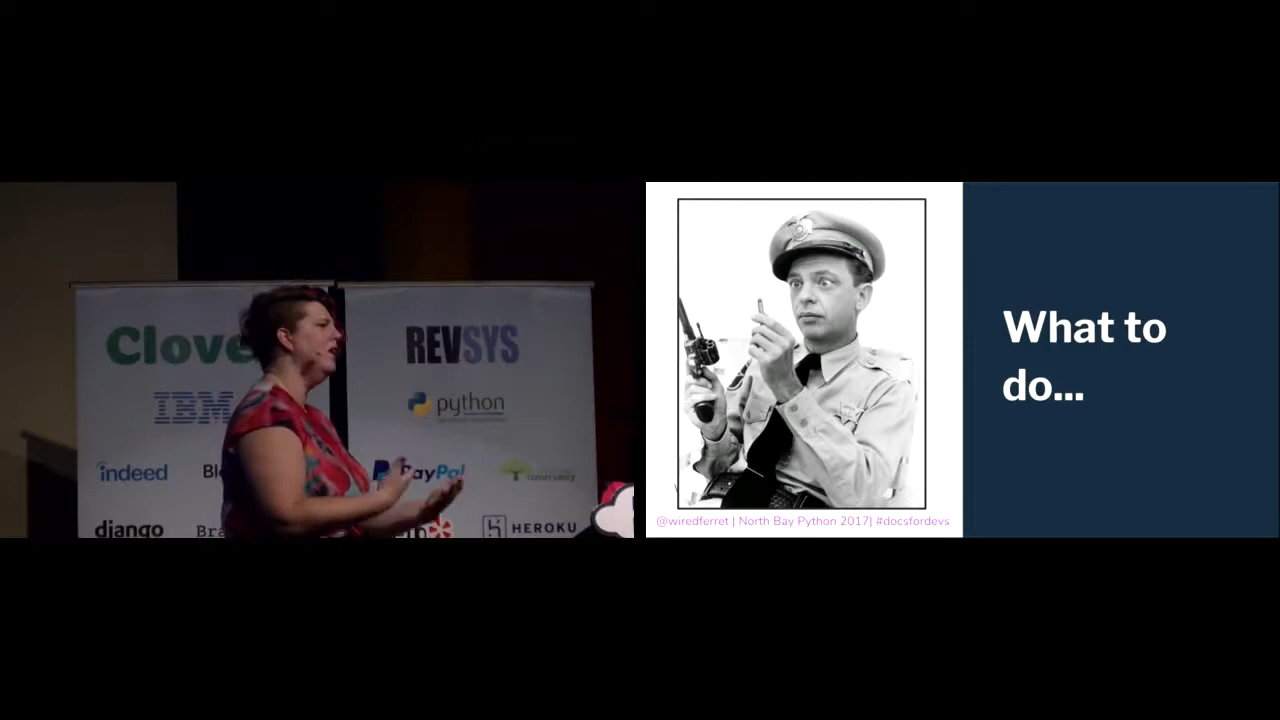 Clove
REVSYS
IBM
python
indeed
PayPal
conservancy
django
HEROKU
What to
do...
@wiredferret | North Bay Python 2017| #docsfordevs